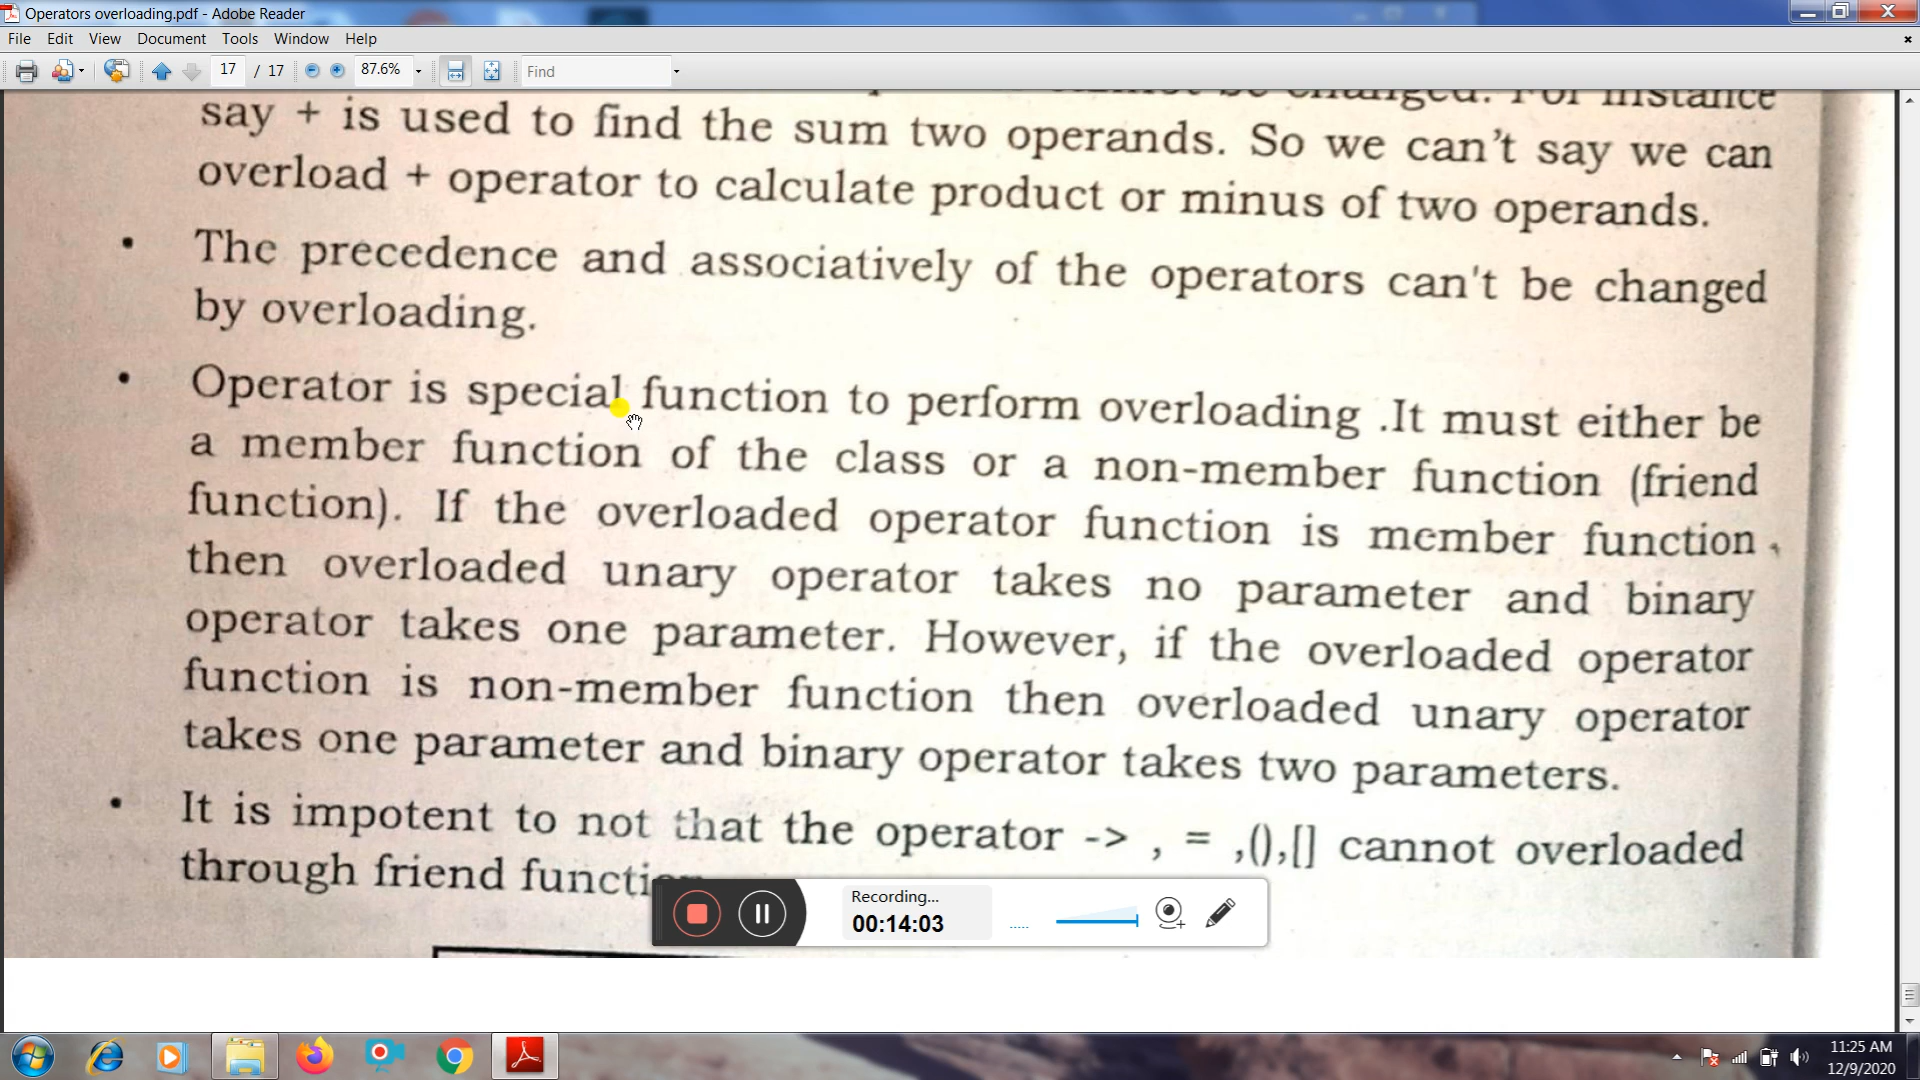 Operators overloading.pdf - Adobe Reader
File Edit View Document Tools Window Help
17 / 17 87.6% Find
be changed. For instance
say + is used to find the sum two operands. So we can't say we can
overload + operator to calculate product or minus of two operands.
• The precedence and associatively of the operators can't be changed
by overloading.
• Operator is special function to perform overloading .It must either be
a member function of the class or a non-member function (friend
function). If the overloaded operator function is member function
then overloaded unary operator takes no parameter and binary
operator takes one parameter. However, if the overloaded operator
function is non-member function then overloaded unary operator
takes one parameter and binary operator takes two parameters.
• It is impotent to not that the operator -> , = ,(),[] cannot overloaded
through friend
Recording...
00:14:03
11:25 AM
12/9/2020